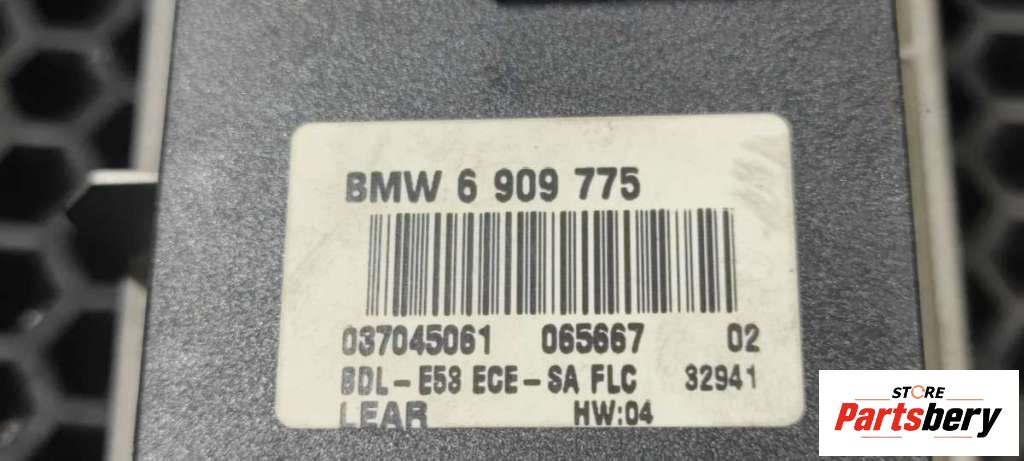 BMW 6 909 775
037045061 065667 02
BDL-E53 ECE-SA FLC 32941
LEAR HW:04
STORE
Partsbery